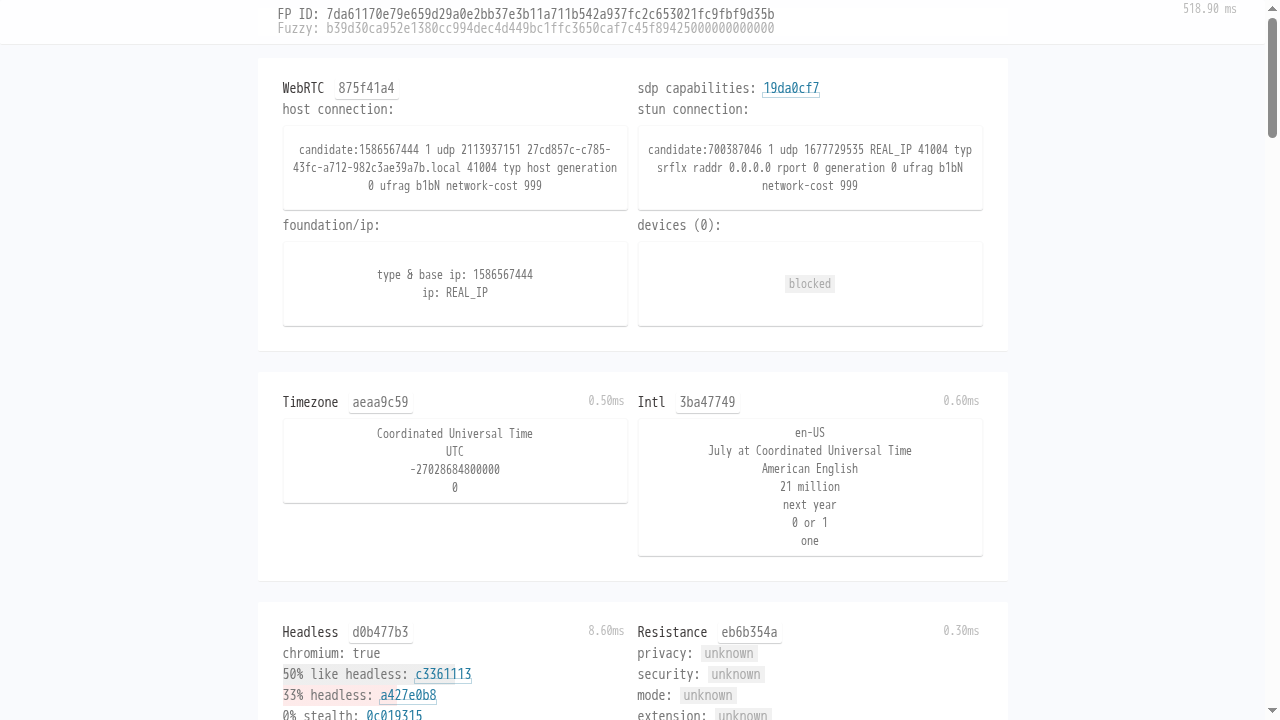 FP ID: 7da61170e79e659d29a0e2bb37e3b11a711b542a937fc2c653021fc9fbf9d35b
Fuzzy: b39d30ca952e1380cc994dec4d449bc1ffc3650caf7c45f89425000000000000
518.90 ms
WebRTC 875f41a4
host connection:
candidate:1586567444 1 udp 2113937151 27cd857c-c785-
43fc-a712-982c3ae39a7b.local 41004 typ host generation
0 ufrag b1bN network-cost 999
foundation/ip:
type & base ip: 1586567444
ip: REAL_IP
sdp capabilities: 19da0cf7
stun connection:
candidate:700387046 1 udp 1677729535 REAL_IP 41004 typ
srflx raddr 0.0.0.0 rport 0 generation 0 ufrag b1bN
network-cost 999
devices (0):
blocked
Timezone aeaa9c59 0.50ms
Coordinated Universal Time
UTC
-27028684800000
0
Intl 3ba47749 0.60ms
en-US
July at Coordinated Universal Time
American English
21 million
next year
0 or 1
one
Headless d0b477b3 8.60ms
chromium: true
50% like headless: c3361113
33% headless: a427e0b8
0% stealth: 0c019315
Resistance eb6b354a 0.30ms
privacy: unknown
security: unknown
mode: unknown
extension: unknown